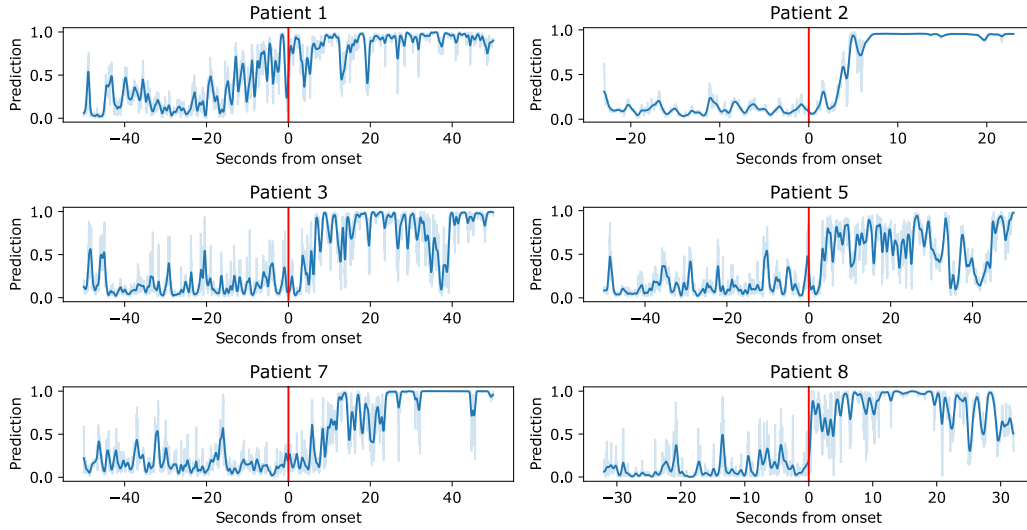 Patient 1
Patient 2
1.0
0.5
0.0
Prediction
−40
−20
0
20
40
Seconds from onset
1.0
0.5
0.0
Prediction
−20
−10
0
10
20
Seconds from onset
Patient 3
Patient 5
1.0
0.5
0.0
Prediction
−40
−20
0
20
40
Seconds from onset
1.0
0.5
0.0
Prediction
−40
−20
0
20
40
Seconds from onset
Patient 7
Patient 8
1.0
0.5
0.0
Prediction
−40
−20
0
20
40
Seconds from onset
1.0
0.5
0.0
Prediction
−30
−20
−10
0
10
20
30
Seconds from onset